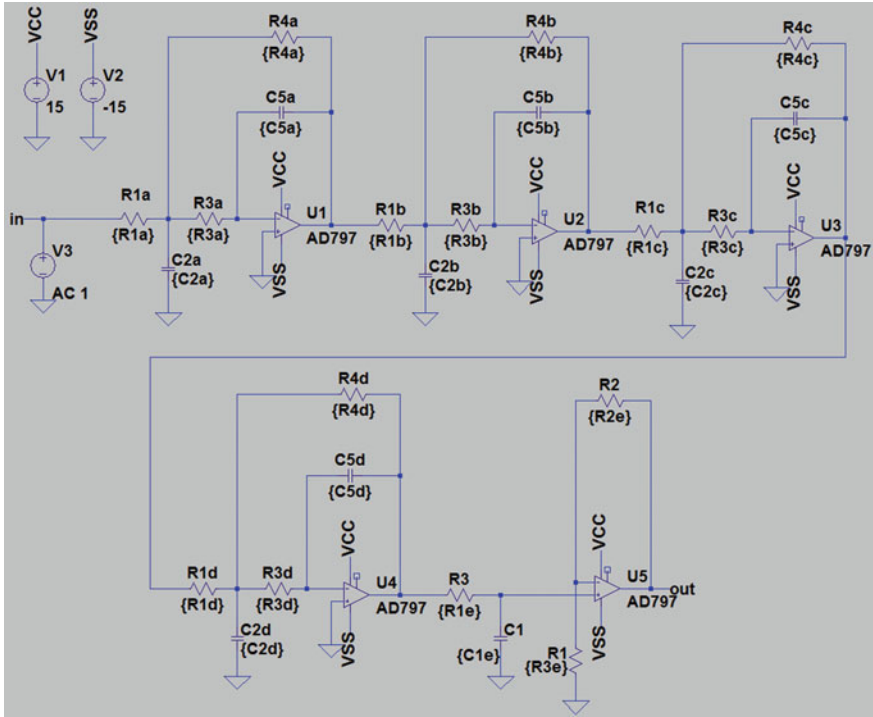 VCC
VSS
V1
15
V2
-15
R4a
{R4a}
C5a
{C5a}
VCC
U1
AD797
VSS
in
R1a
{R1a}
R3a
{R3a}
C2a
{C2a}
V3
AC 1
R4b
{R4b}
C5b
{C5b}
VCC
U2
AD797
VSS
R1b
{R1b}
R3b
{R3b}
C2b
{C2b}
R4c
{R4c}
C5c
{C5c}
VCC
U3
AD797
VSS
R1c
{R1c}
R3c
{R3c}
C2c
{C2c}
R4d
{R4d}
C5d
{C5d}
VCC
U4
AD797
VSS
R1d
{R1d}
R3d
{R3d}
C2d
{C2d}
R3
{R1e}
C1
{C1e}
R2
{R2e}
VCC
U5
AD797
out
VSS
R1
{R3e}